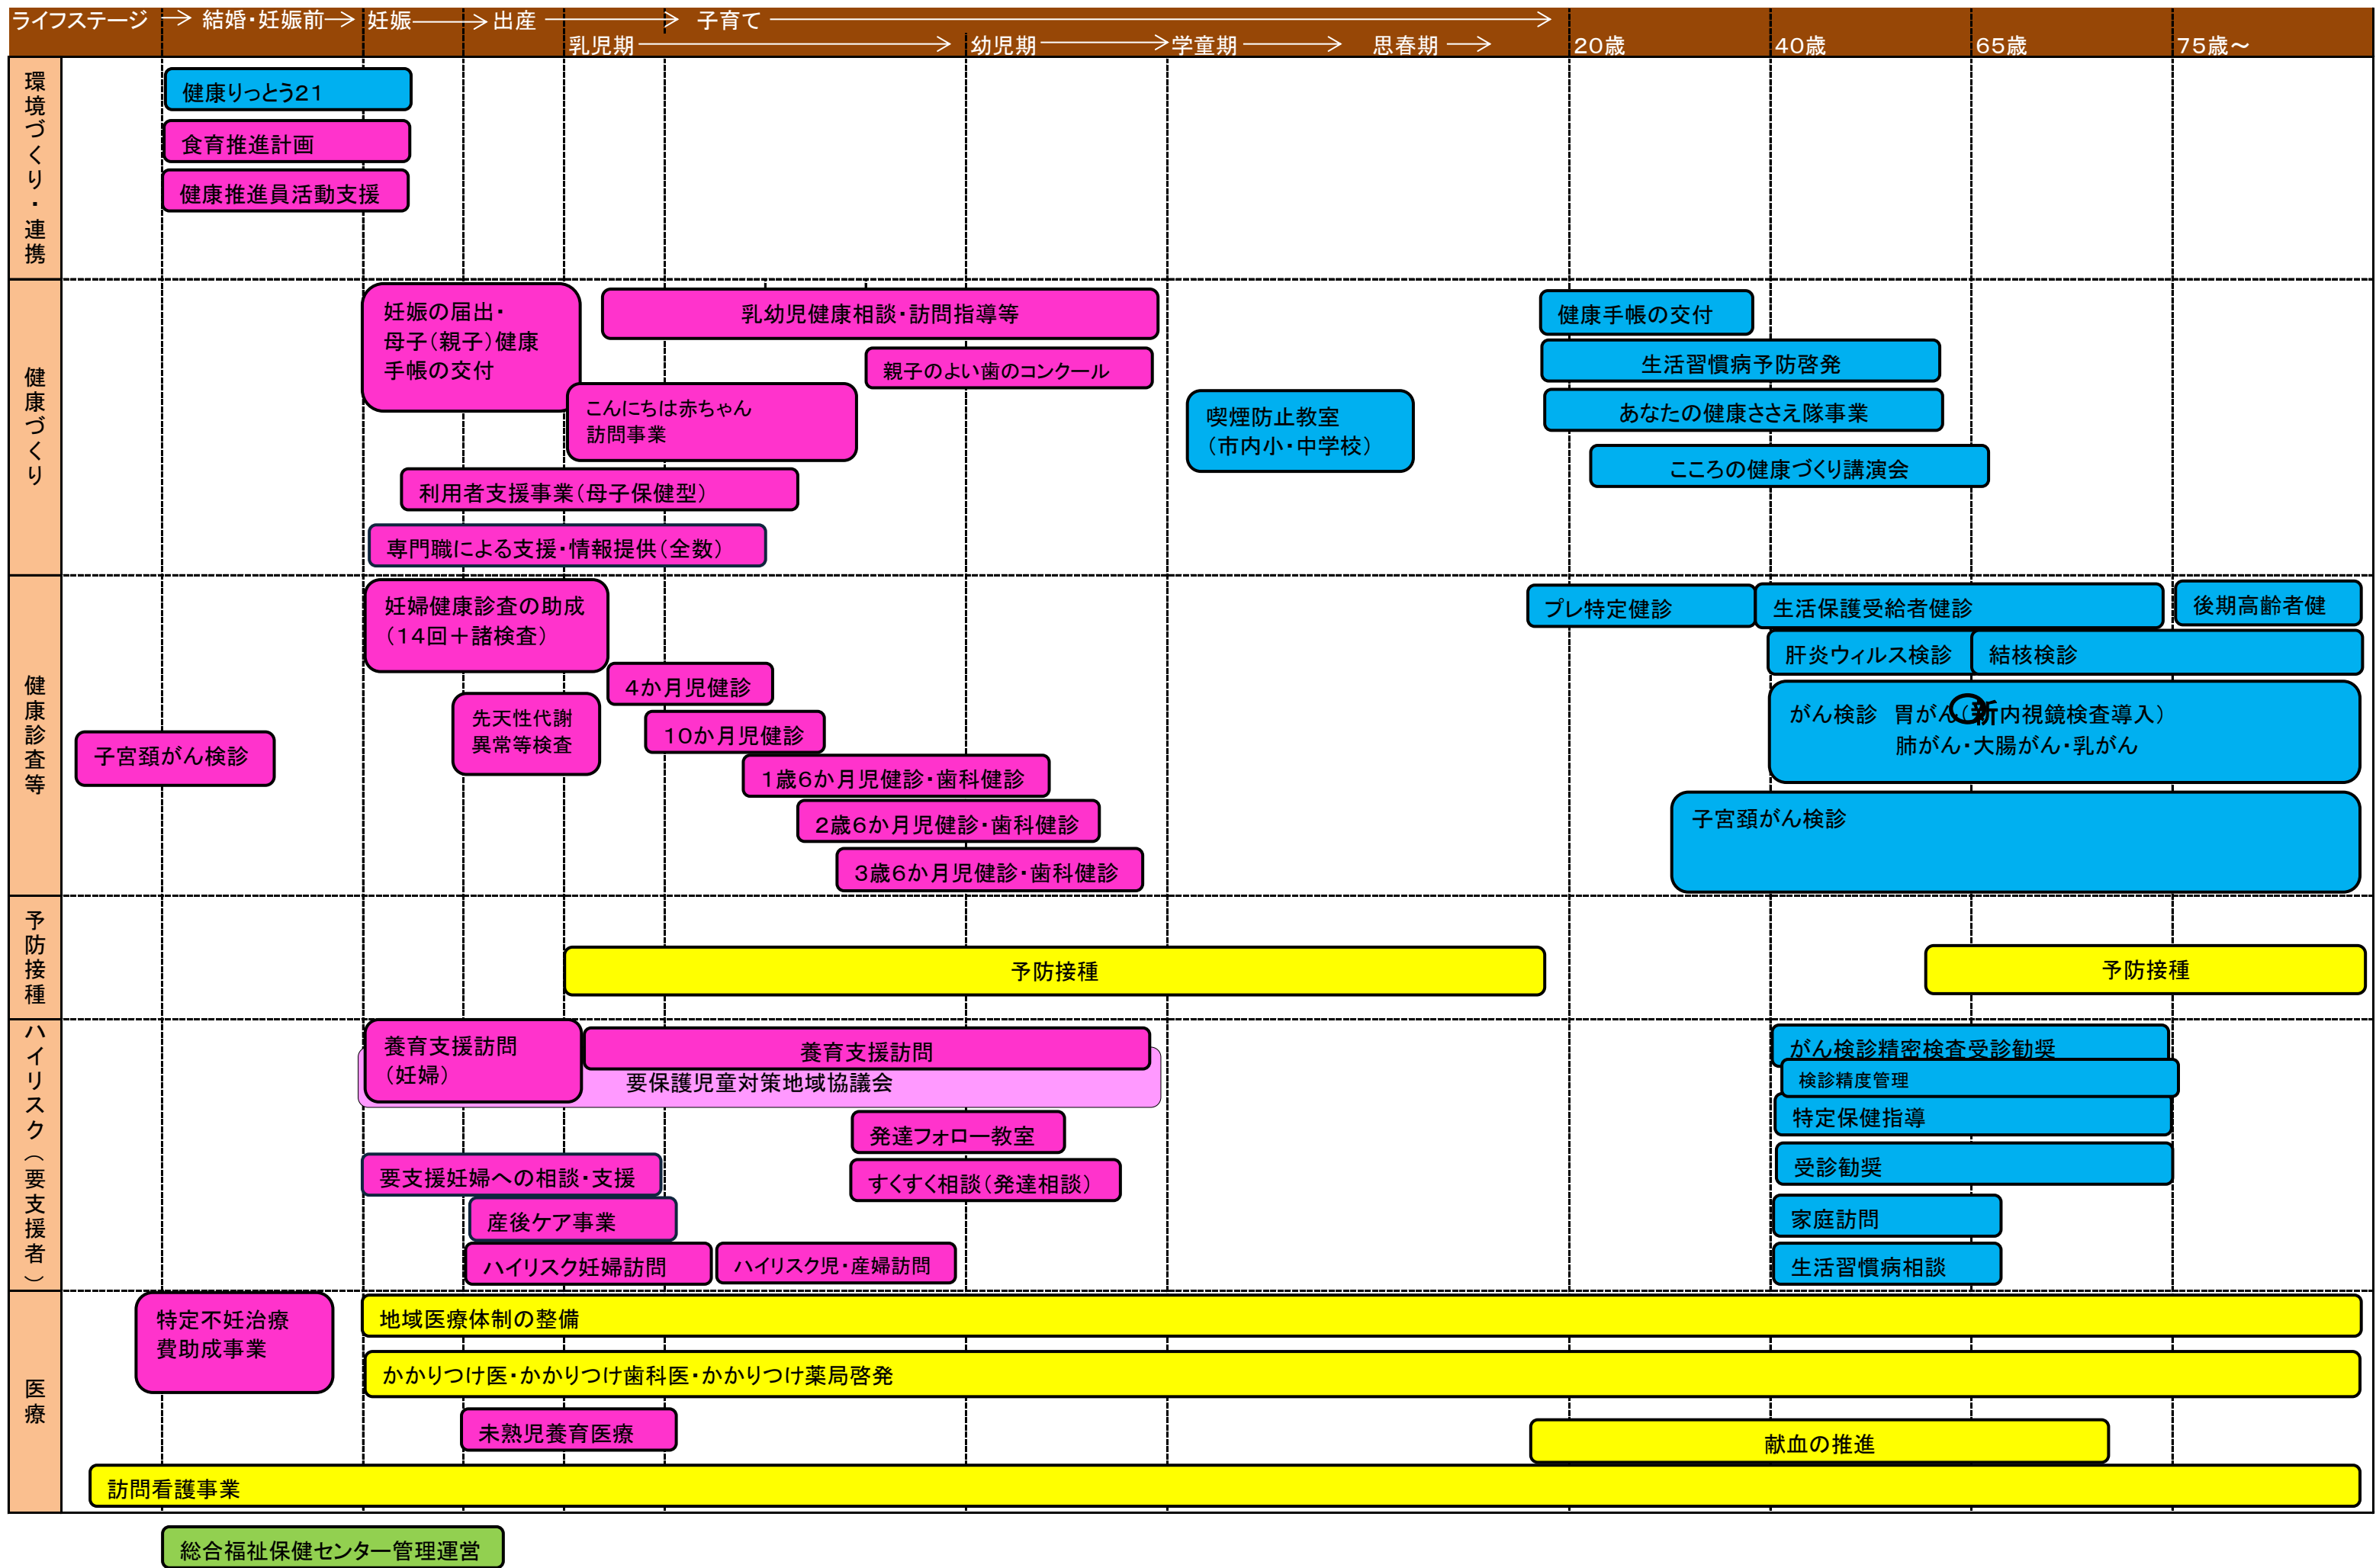 ライフステージ → 結婚・妊娠前→ 妊娠→ 出産 → 子育て →
乳児期→ 幼児期→ 学童期→ 思春期→ 20歳 40歳 65歳 75歳～
環境づくり・連携
健康りっとう21
食育推進計画
健康推進員活動支援
健康づくり
妊娠の届出・
母子（親子）健康
手帳の交付
乳幼児健康相談・訪問指導等
親子のよい歯のコンクール
こんにちは赤ちゃん
訪問事業
利用者支援事業（母子保健型）
専門職による支援・情報提供（全数）
喫煙防止教室
（市内小・中学校）
健康手帳の交付
生活習慣病予防啓発
あなたの健康ささえ隊事業
こころの健康づくり講演会
健康診査等
子宮頚がん検診
妊婦健康診査の助成
（14回＋諸検査）
先天性代謝
異常等検査
4か月児健診
10か月児健診
1歳6か月児健診・歯科健診
2歳6か月児健診・歯科健診
3歳6か月児健診・歯科健診
プレ特定健診
生活保護受給者健診
後期高齢者健
肝炎ウィルス検診
結核検診
がん検診 胃がん（新内視鏡検査導入）
肺がん・大腸がん・乳がん
子宮頚がん検診
予防接種
予防接種
予防接種
ハイリスク（要支援者）
養育支援訪問
（妊婦）
養育支援訪問
要保護児童対策地域協議会
発達フォロー教室
すくすく相談（発達相談）
要支援妊婦への相談・支援
産後ケア事業
ハイリスク妊婦訪問
ハイリスク児・産婦訪問
がん検診精密検査受診勧奨
検診精度管理
特定保健指導
受診勧奨
家庭訪問
生活習慣病相談
医療
特定不妊治療
費助成事業
地域医療体制の整備
かかりつけ医・かかりつけ歯科医・かかりつけ薬局啓発
未熟児養育医療
献血の推進
訪問看護事業
総合福祉保健センター管理運営